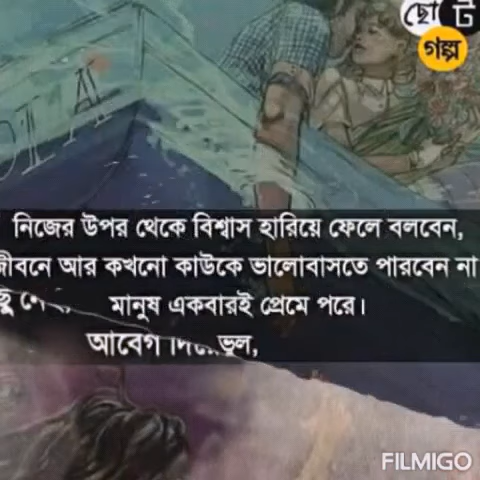 ছোট
গল্প
নিজের উপর থেকে বিশ্বাস হারিয়ে ফেলে বলবেন,
জীবনে আর কখনো কাউকে ভালোবাসতে পারবেন না
মানুষ একবারই প্রেমে পরে।
আবেগ ভুল,
FILMIGO